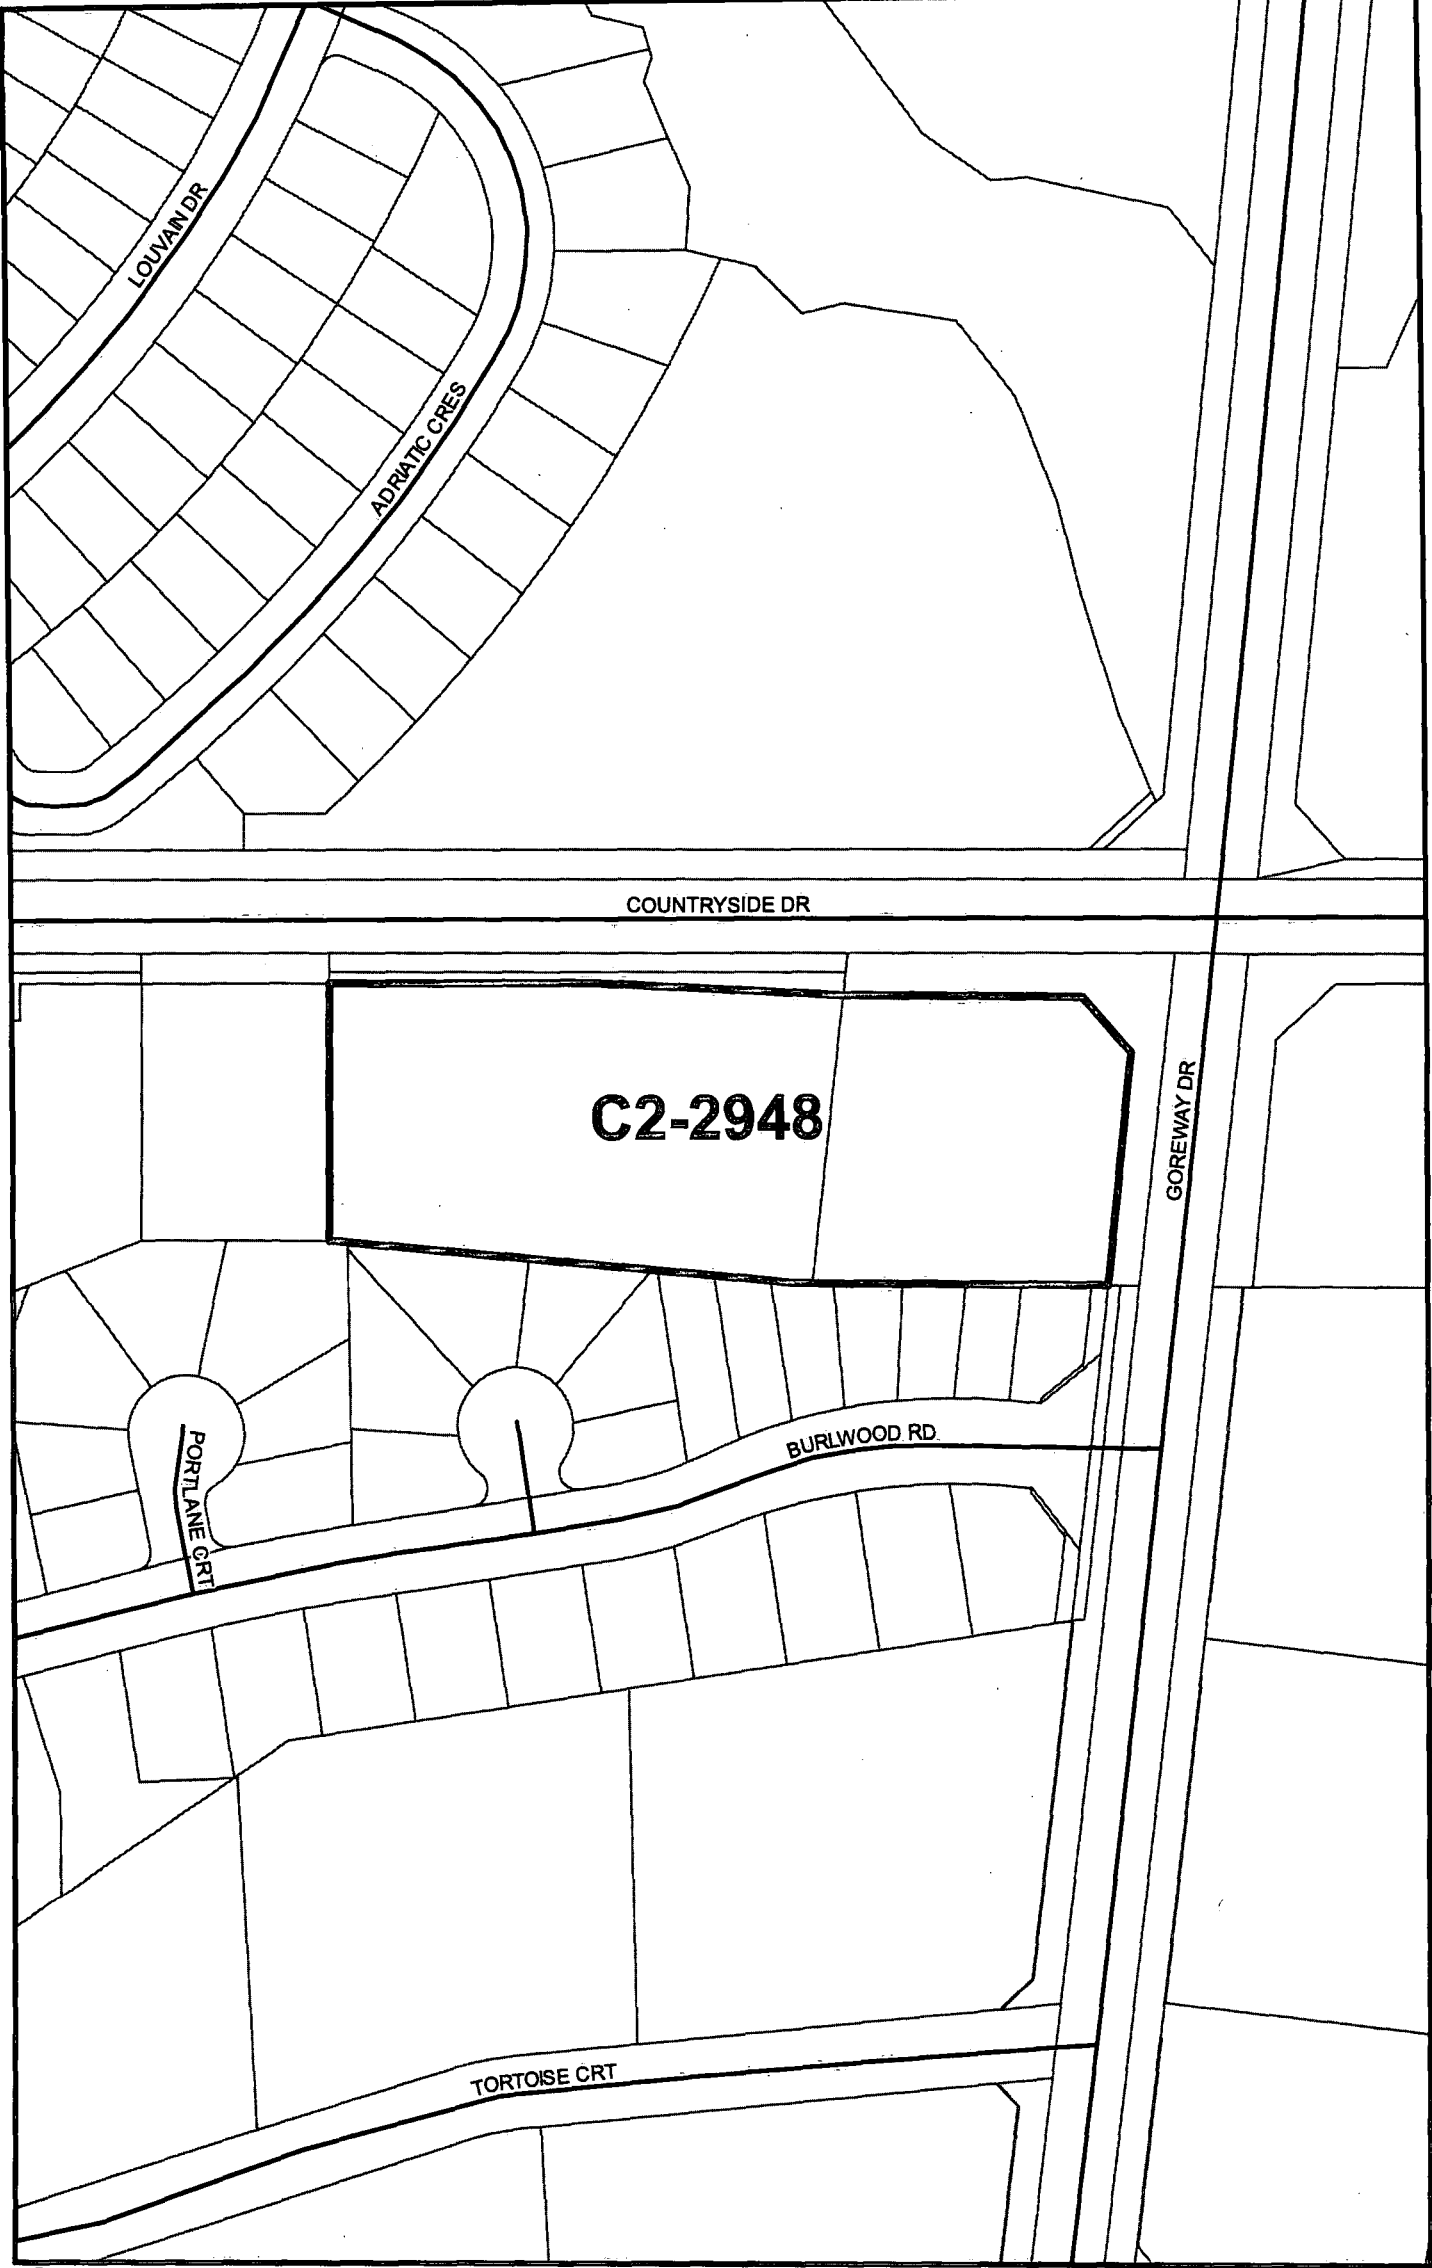 LOUVAIN DR
ADRIATIC CRES
COUNTRYSIDE DR
C2-2948
GOREWAY DR
BURLWOOD RD
PORTLANE CRT
TORTOISE CRT